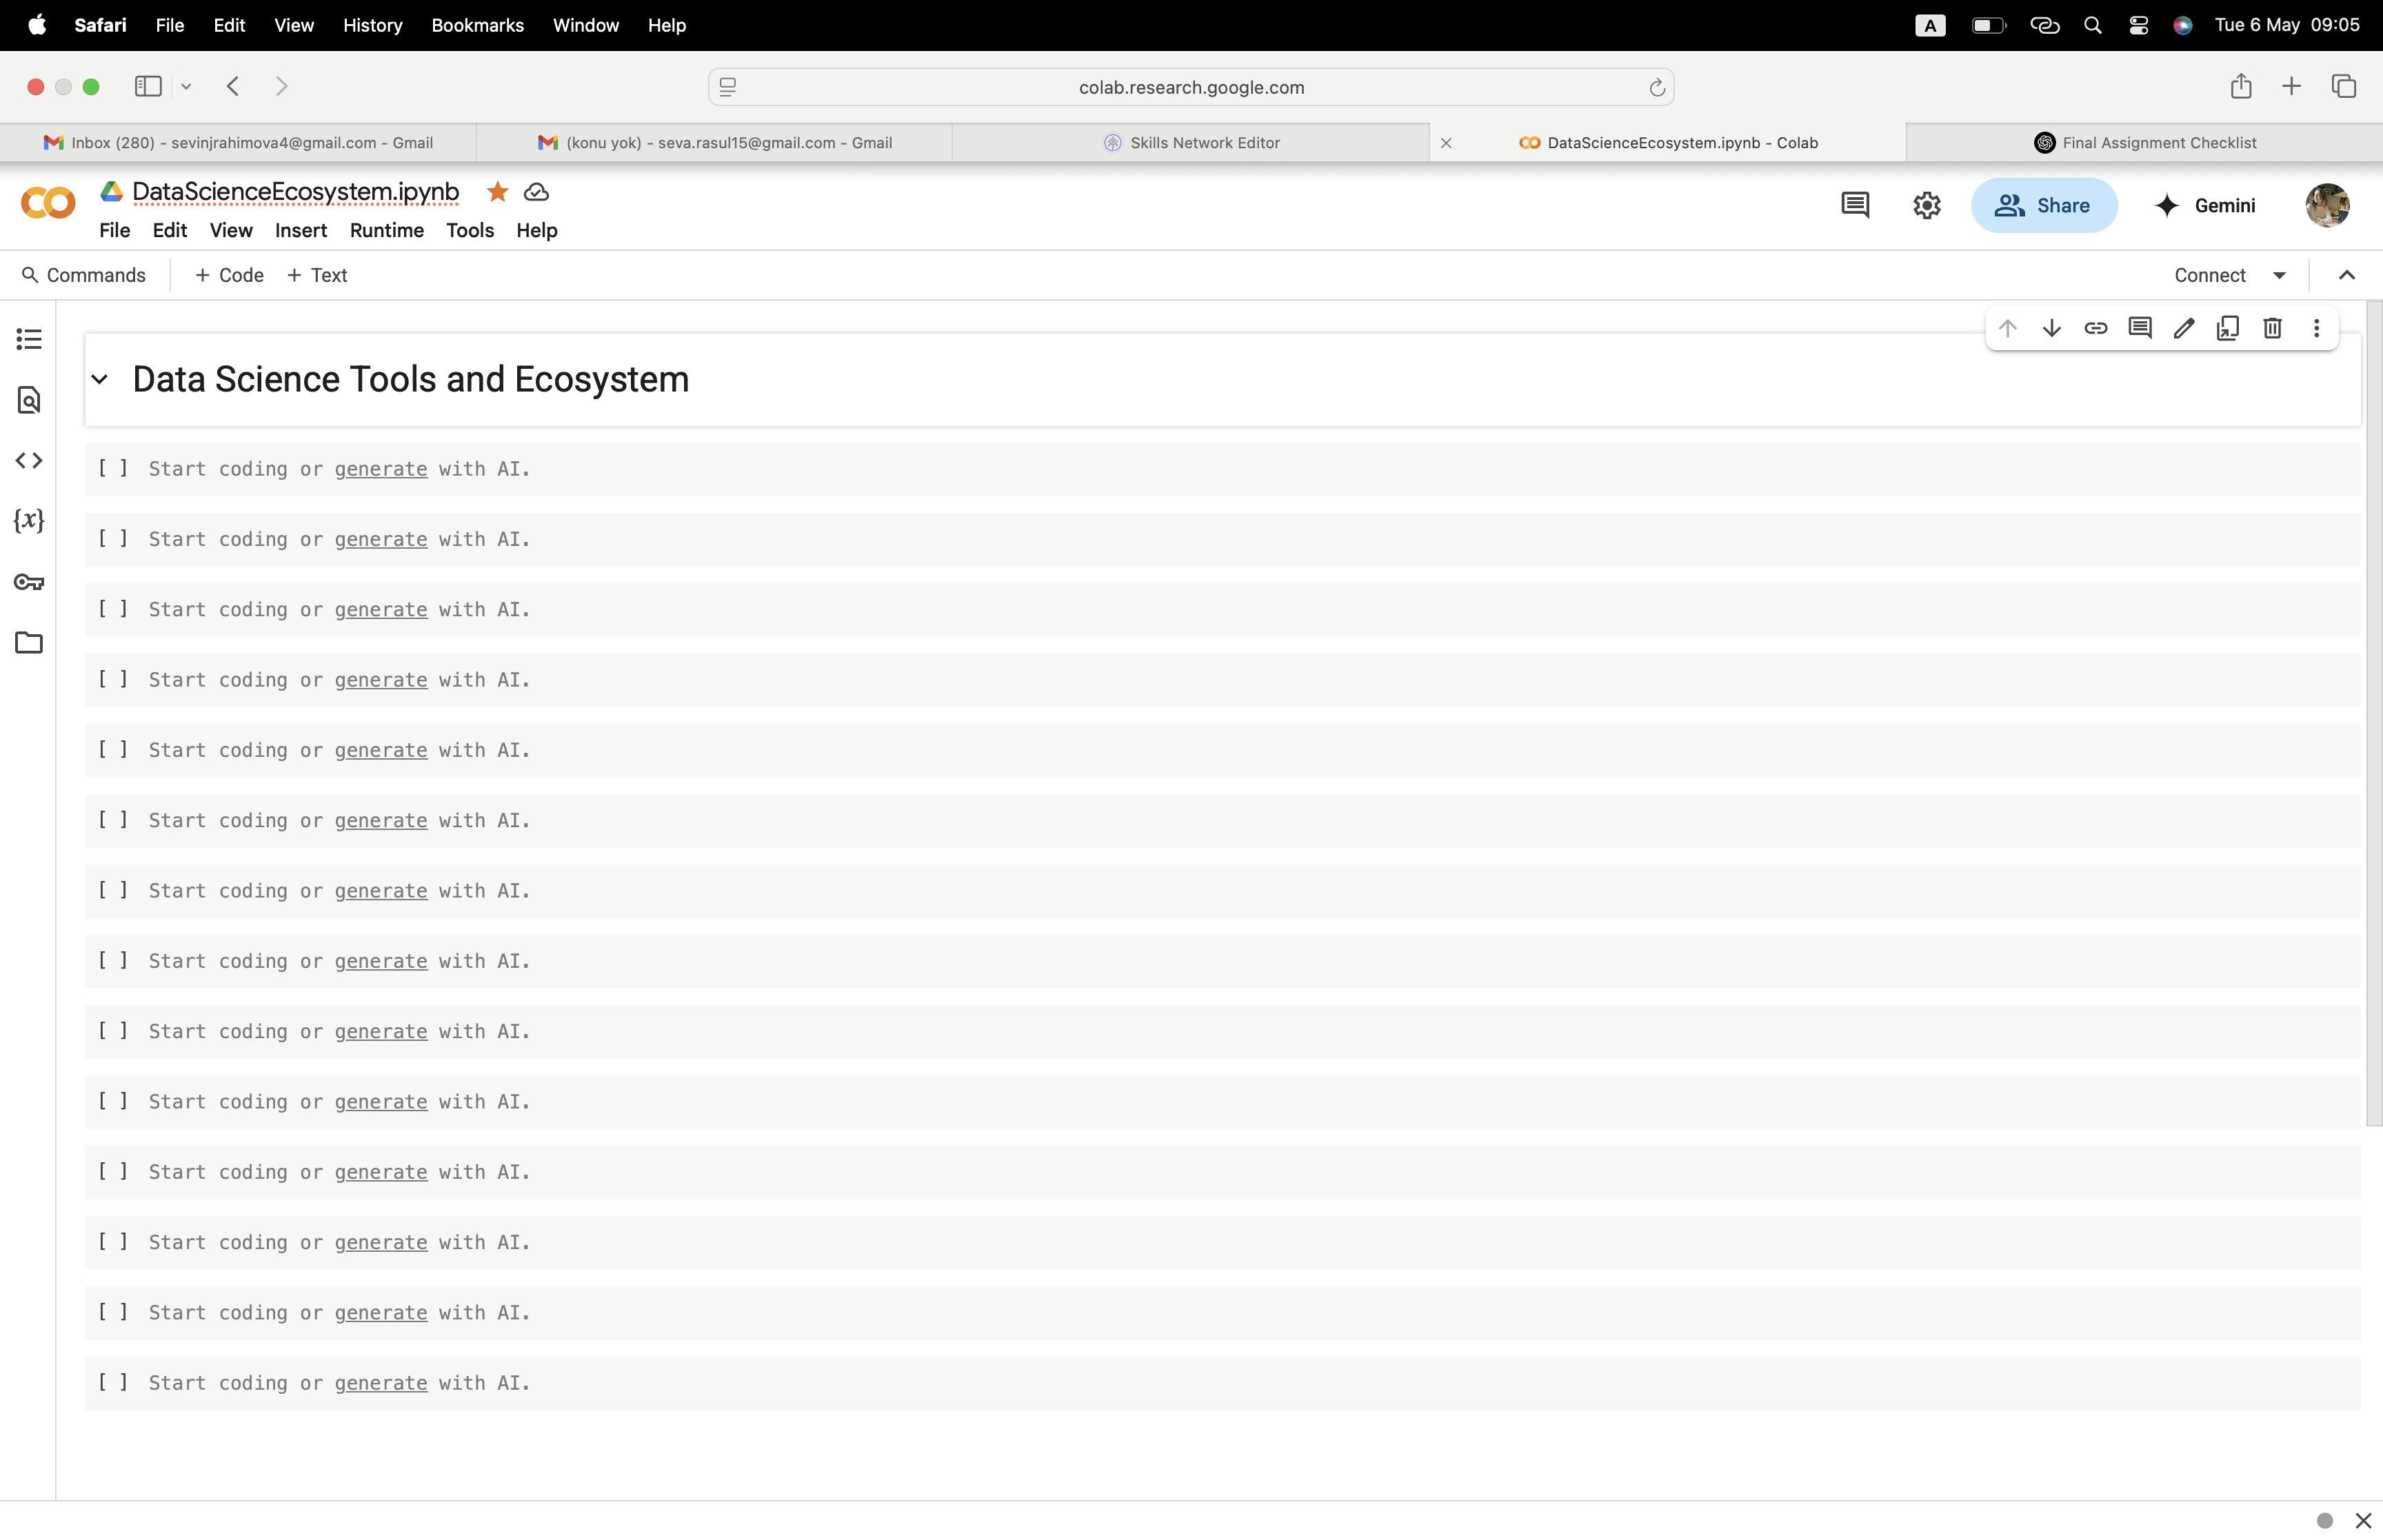 Safari File Edit View History Bookmarks Window Help A Tue 6 May 09:05
colab.research.google.com
Inbox (280) - sevinjrahimova4@gmail.com - Gmail (konu yok) - seva.rasul15@gmail.com - Gmail Skills Network Editor DataScienceEcosystem.ipynb - Colab Final Assignment Checklist
DataScienceEcosystem.ipynb
File Edit View Insert Runtime Tools Help Share Gemini
Commands + Code + Text Connect
Data Science Tools and Ecosystem
{x}
[ ] Start coding or generate with AI.
[ ] Start coding or generate with AI.
[ ] Start coding or generate with AI.
[ ] Start coding or generate with AI.
[ ] Start coding or generate with AI.
[ ] Start coding or generate with AI.
[ ] Start coding or generate with AI.
[ ] Start coding or generate with AI.
[ ] Start coding or generate with AI.
[ ] Start coding or generate with AI.
[ ] Start coding or generate with AI.
[ ] Start coding or generate with AI.
[ ] Start coding or generate with AI.
[ ] Start coding or generate with AI.